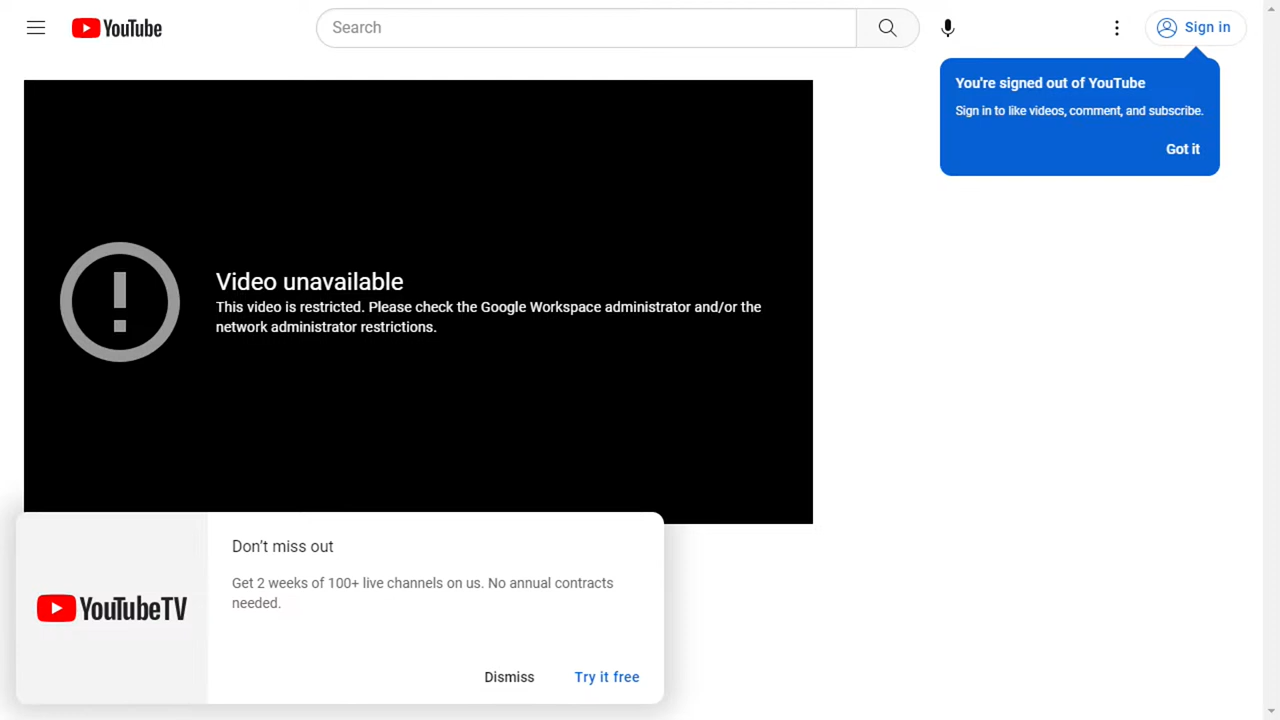 YouTube
Search
Sign in
You're signed out of YouTube
Sign in to like videos, comment, and subscribe.
Got it
Video unavailable
This video is restricted. Please check the Google Workspace administrator and/or the
network administrator restrictions.
YouTubeTV
Don’t miss out
Get 2 weeks of 100+ live channels on us. No annual contracts
needed.
Dismiss
Try it free